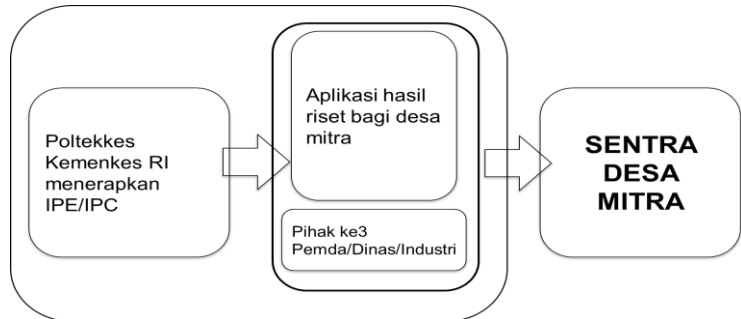 Poltekkes
Kemenkes RI
menerapkan
IPE/IPC
Aplikasi hasil
riset bagi desa
mitra
Pihak ke3
Pemda/Dinas/Industri
SENTRA
DESA
MITRA